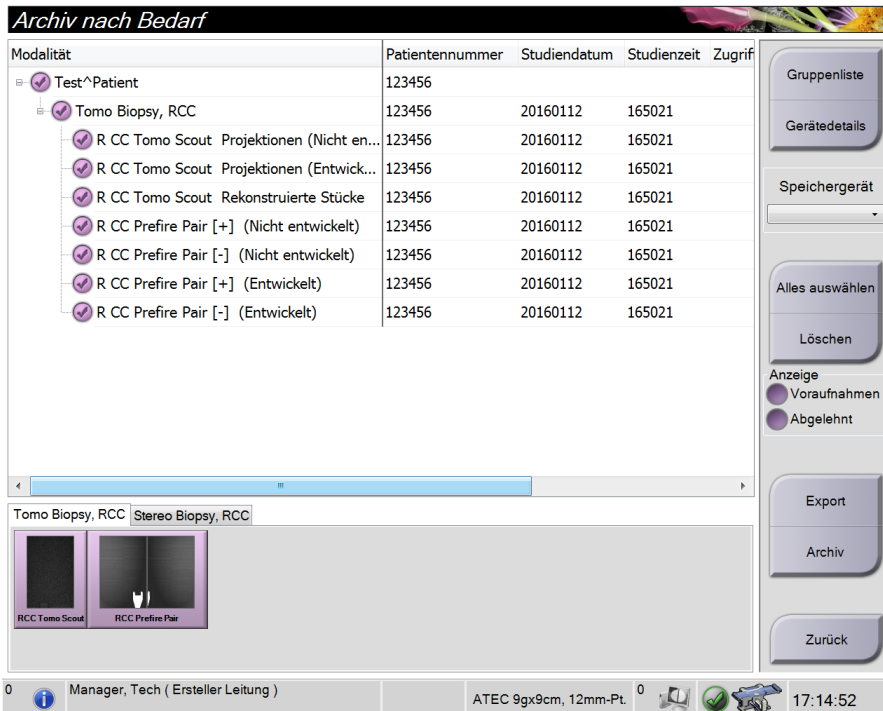 Archiv nach Bedarf
Modalität Patientennummer Studiendatum Studienzeit Zugriff
Test^Patient 123456
Tomo Biopsy, RCC 123456 20160112 165021
R CC Tomo Scout Projektionen (Nicht en... 123456 20160112 165021
R CC Tomo Scout Projektionen (Entwick... 123456 20160112 165021
R CC Tomo Scout Rekonstruierte Stücke 123456 20160112 165021
R CC Prefire Pair [+] (Nicht entwickelt) 123456 20160112 165021
R CC Prefire Pair [-] (Nicht entwickelt) 123456 20160112 165021
R CC Prefire Pair [+] (Entwickelt) 123456 20160112 165021
R CC Prefire Pair [-] (Entwickelt) 123456 20160112 165021
Gruppenliste
Gerätedetails
Speichergerät
Alles auswählen
Löschen
Anzeige
Voraufnahmen
Abgelehnt
Export
Archiv
Zurück
Tomo Biopsy, RCC Stereo Biopsy, RCC
RCC Tomo Scout RCC Prefire Pair
0 Manager, Tech ( Ersteller Leitung ) ATEC 9gx9cm, 12mm-Pt. 0 17:14:52